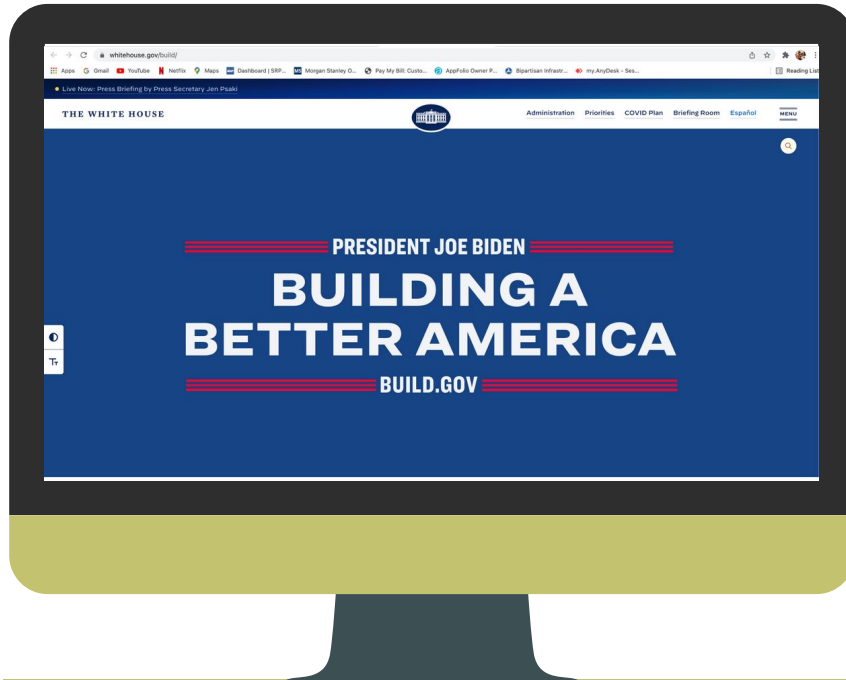 whitehouse.gov/build/
Apps Gmail YouTube Netflix Maps Dashboard | SRP... Morgan Stanley O... Pay My Bill: Custo... AppFolio Owner P... Bipartisan Infrastr... my.AnyDesk – Ses... Reading List
Live Now: Press Briefing by Press Secretary Jen Psaki
THE WHITE HOUSE Administration Priorities COVID Plan Briefing Room Español MENU
PRESIDENT JOE BIDEN
BUILDING A
BETTER AMERICA
BUILD.GOV